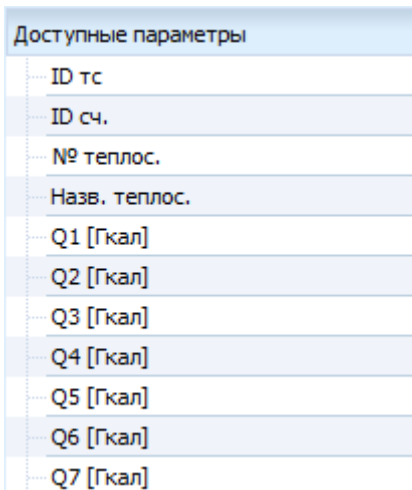 Доступные параметры
ID тс
ID сч.
№ теплос.
Назв. теплос.
Q1 [Гкал]
Q2 [Гкал]
Q3 [Гкал]
Q4 [Гкал]
Q5 [Гкал]
Q6 [Гкал]
Q7 [Гкал]